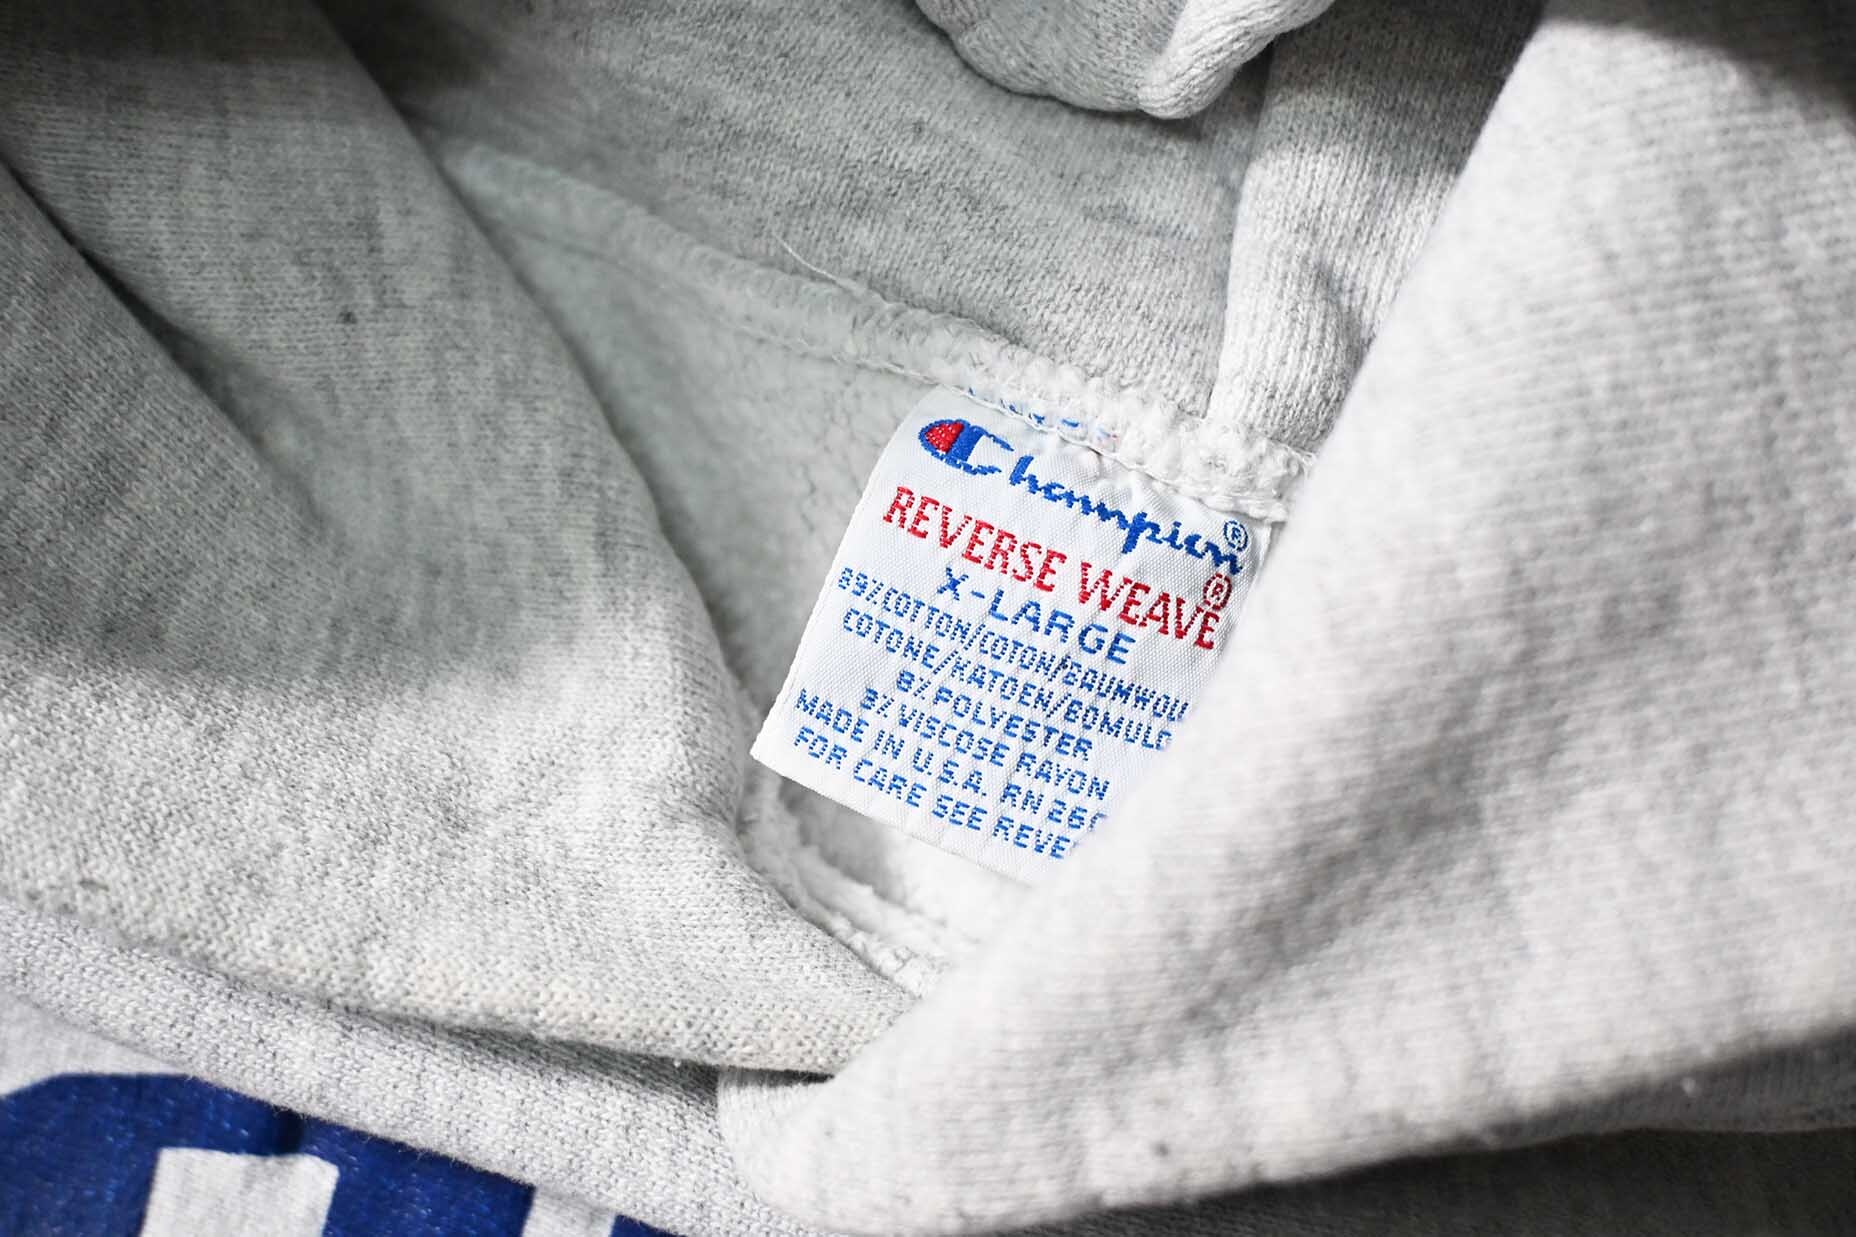 Champion®
REVERSE WEAVE®
X-LARGE
89% COTTON/COTON/BAUMWOLL
COTONE/KATOEN/BOMULD
8% POLYESTER
3% VISCOSE RAYON
MADE IN U.S.A. RN 26
FOR CARE SEE REVE